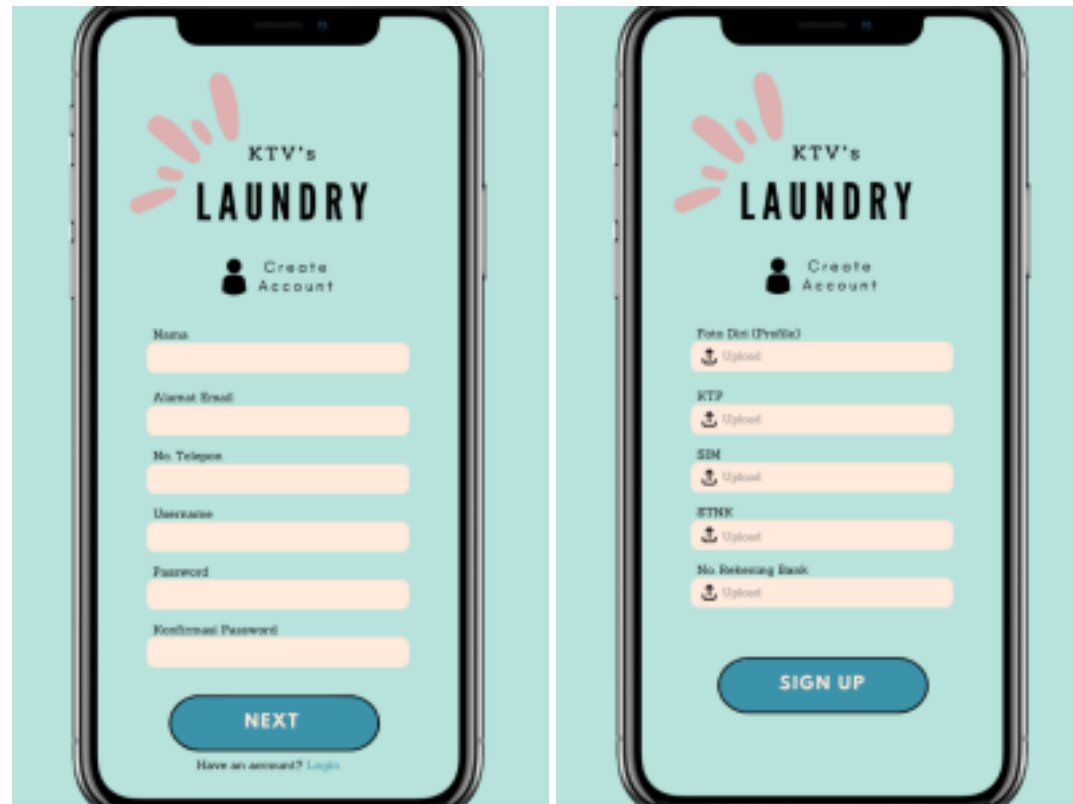 KTV's
LAUNDRY
Create
Account
Nama
Alamat Email
No. Telepon
Username
Password
Konfirmasi Password
NEXT
Have an account? Login
KTV's
LAUNDRY
Create
Account
Foto Diri (Profile)
Upload
KTP
Upload
SIM
Upload
STNK
Upload
No. Rekening Bank
Upload
SIGN UP